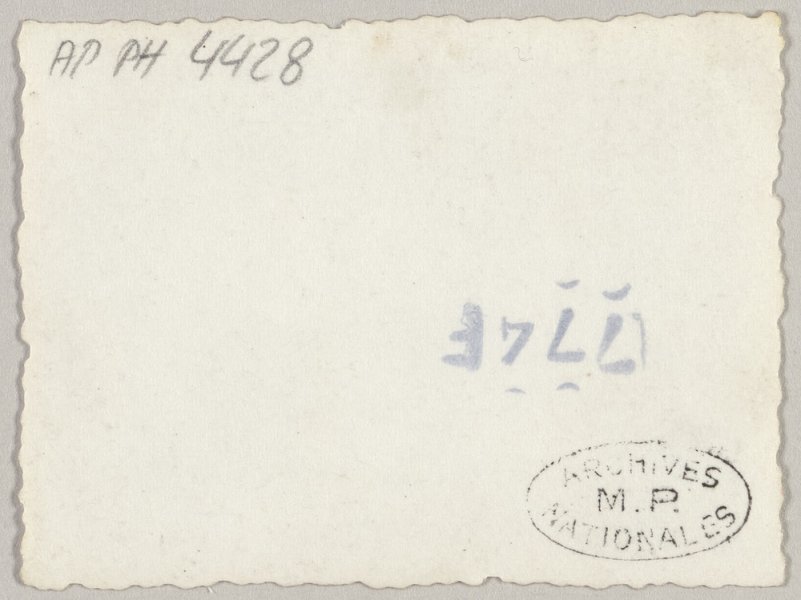 AP PH 4428
ARCHIVES
M. P.
NATIONALES